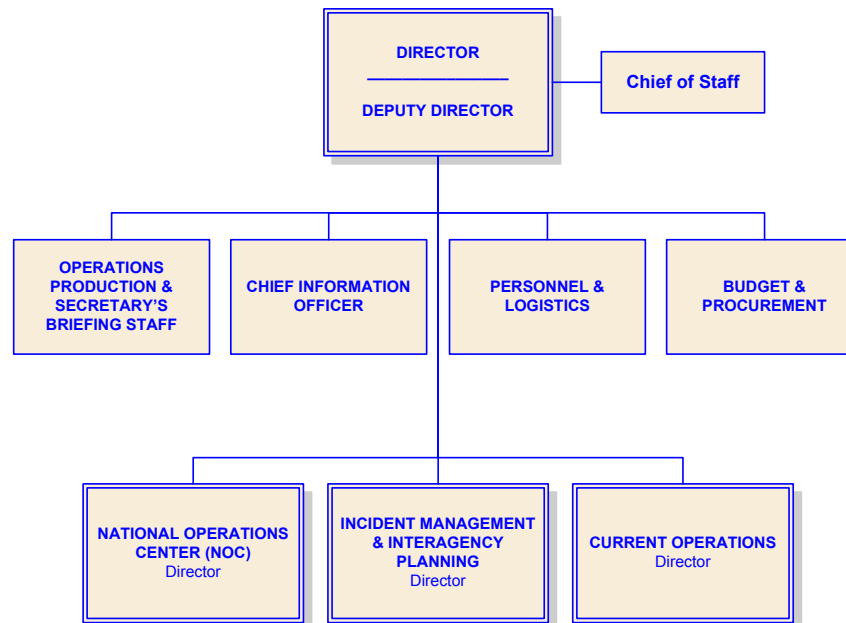 DIRECTOR
DEPUTY DIRECTOR
Chief of Staff
OPERATIONS
PRODUCTION &
SECRETARY’S
BRIEFING STAFF
CHIEF INFORMATION
OFFICER
PERSONNEL &
LOGISTICS
BUDGET &
PROCUREMENT
NATIONAL OPERATIONS
CENTER (NOC)
Director
INCIDENT MANAGEMENT
& INTERAGENCY
PLANNING
Director
CURRENT OPERATIONS
Director